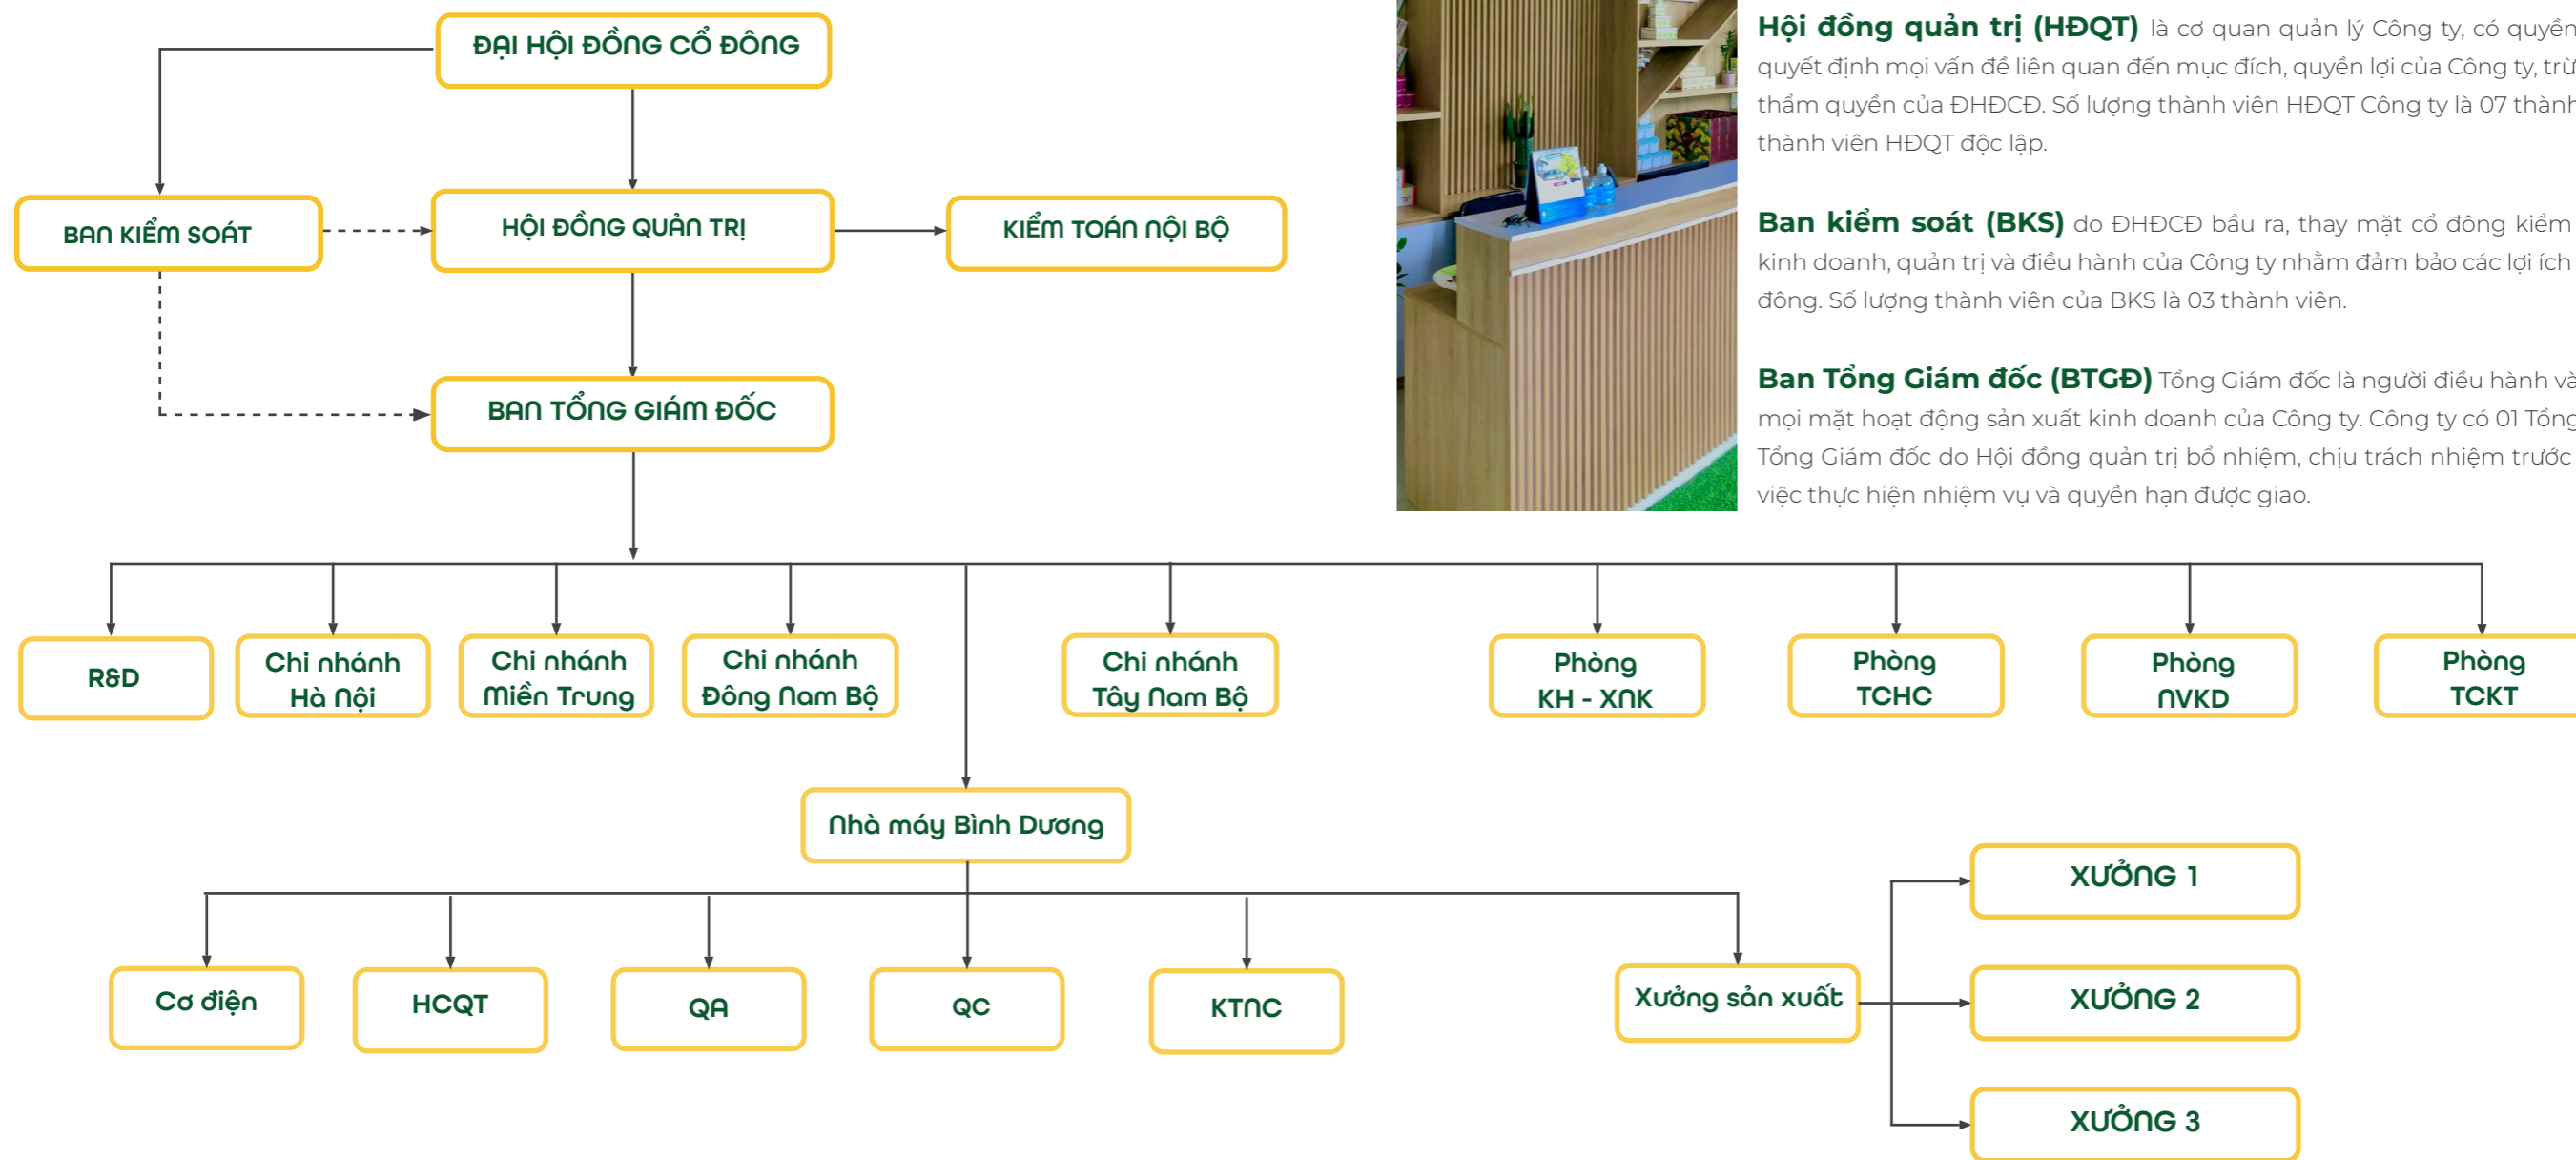 ĐẠI HỘI ĐỒNG CỔ ĐÔNG
BAN KIỂM SOÁT
HỘI ĐỒNG QUẢN TRỊ
KIỂM TOÁN NỘI BỘ
BAN TỔNG GIÁM ĐỐC
Hội đồng quản trị (HĐQT) là cơ quan quản lý Công ty, có quyền
quyết định mọi vấn đề liên quan đến mục đích, quyền lợi của Công ty, trừ
thẩm quyền của ĐHĐCĐ. Số lượng thành viên HĐQT Công ty là 07 thành
thành viên HĐQT độc lập.
Ban kiểm soát (BKS) do ĐHĐCĐ bầu ra, thay mặt cổ đông kiểm
kinh doanh, quản trị và điều hành của Công ty nhằm đảm bảo các lợi ích
đông. Số lượng thành viên của BKS là 03 thành viên.
Ban Tổng Giám đốc (BTGĐ) Tổng Giám đốc là người điều hành và
mọi mặt hoạt động sản xuất kinh doanh của Công ty. Công ty có 01 Tổng
Tổng Giám đốc do Hội đồng quản trị bổ nhiệm, chịu trách nhiệm trước
việc thực hiện nhiệm vụ và quyền hạn được giao.
R&D
Chi nhánh
Hà Nội
Chi nhánh
Miền Trung
Chi nhánh
Đông Nam Bộ
Chi nhánh
Tây Nam Bộ
Phòng
KH - XNK
Phòng
TCHC
Phòng
NVKD
Phòng
TCKT
Nhà máy Bình Dương
Cơ điện
HCQT
QA
QC
KTNC
Xưởng sản xuất
XƯỞNG 1
XƯỞNG 2
XƯỞNG 3